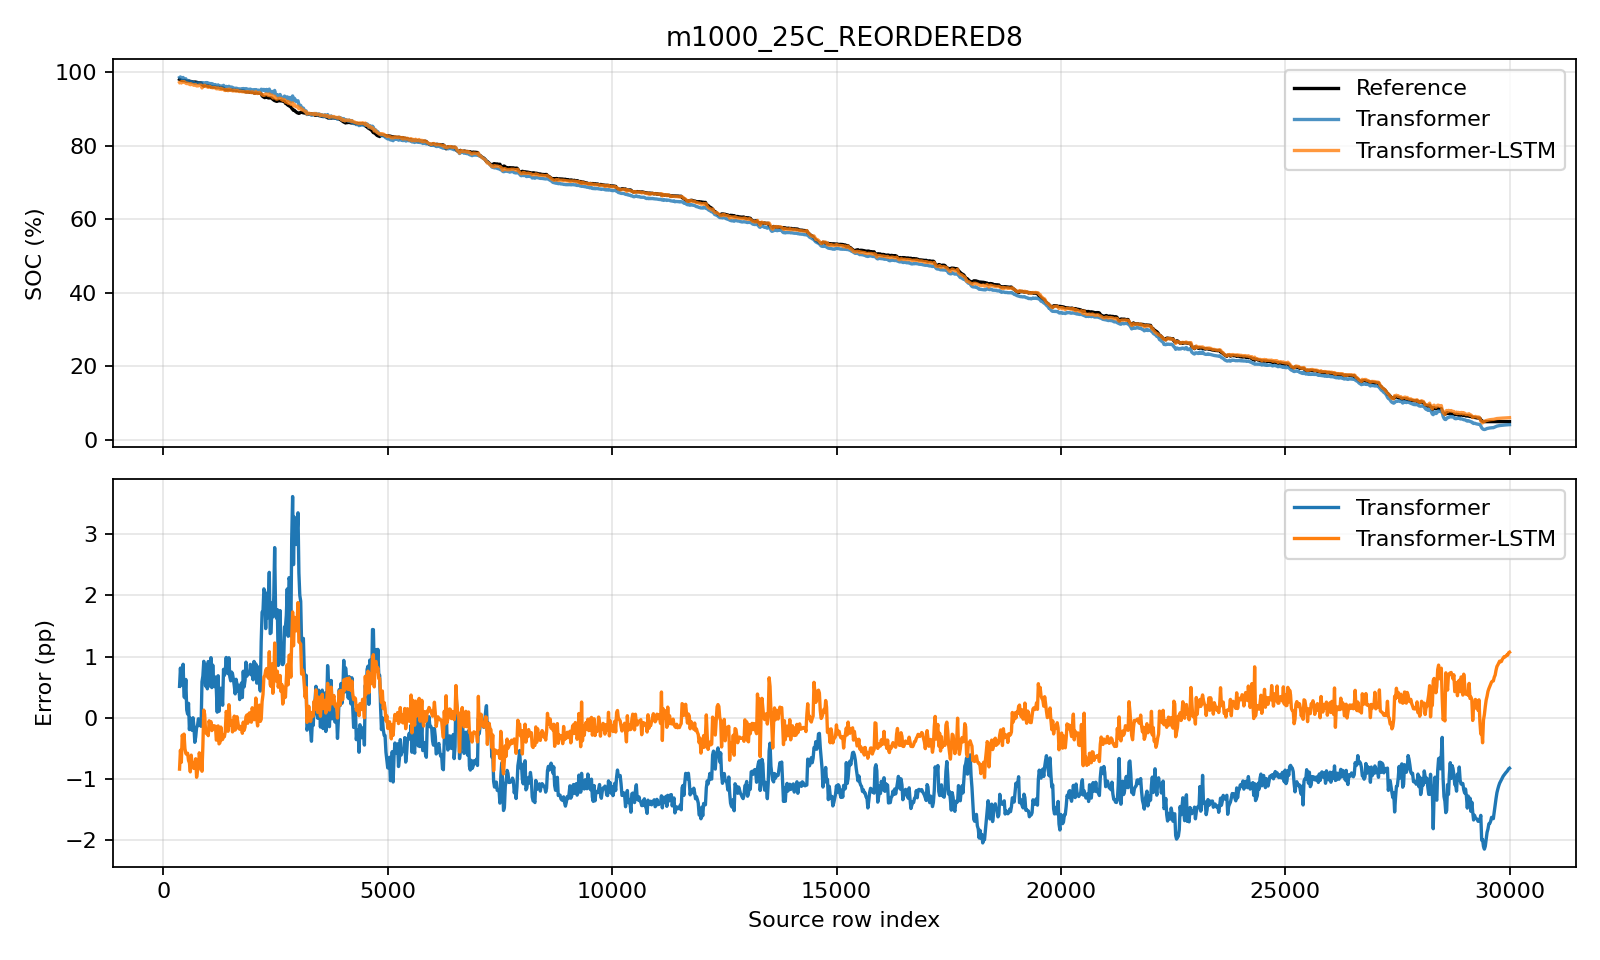 m1000_25C_REORDERED8
SOC (%)
100
80
60
40
20
0
Reference
Transformer
Transformer-LSTM
Error (pp)
3
2
1
0
−1
−2
Transformer
Transformer-LSTM
0 5000 10000 15000 20000 25000 30000
Source row index